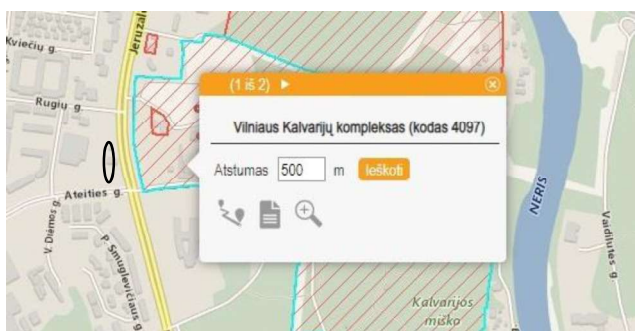 Kviečių g.
Jeruzal
Rugių g.
Ateities g.
V. Dėmos g.
P. Smuglevičiaus g.
(1 iš 2)
Vilniaus Kalvarijų kompleksas (kodas 4097)
Atstumas 500 m Ieškoti
NERIS
Vaidilutės g.
Kalvarijos
miško